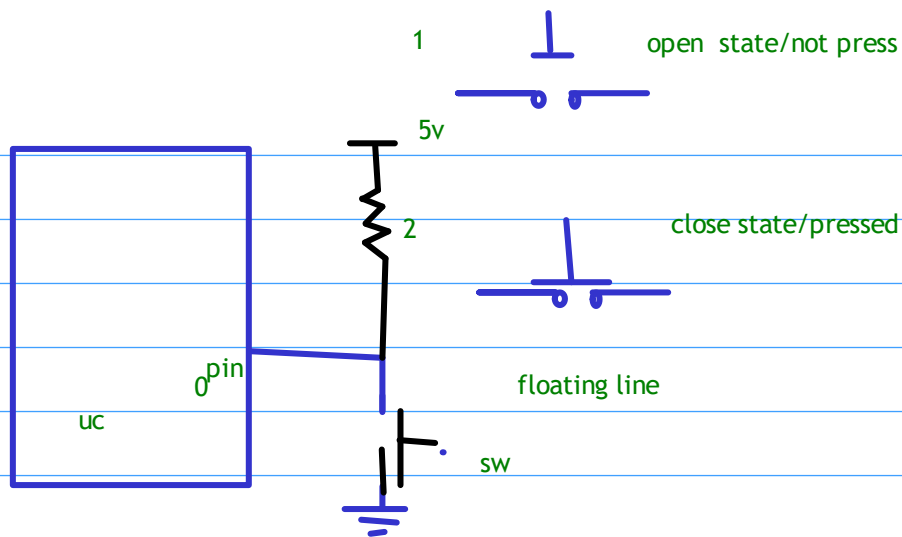 1
open state/not press
5v
2
close state/pressed
pin
0
floating line
uc
sw